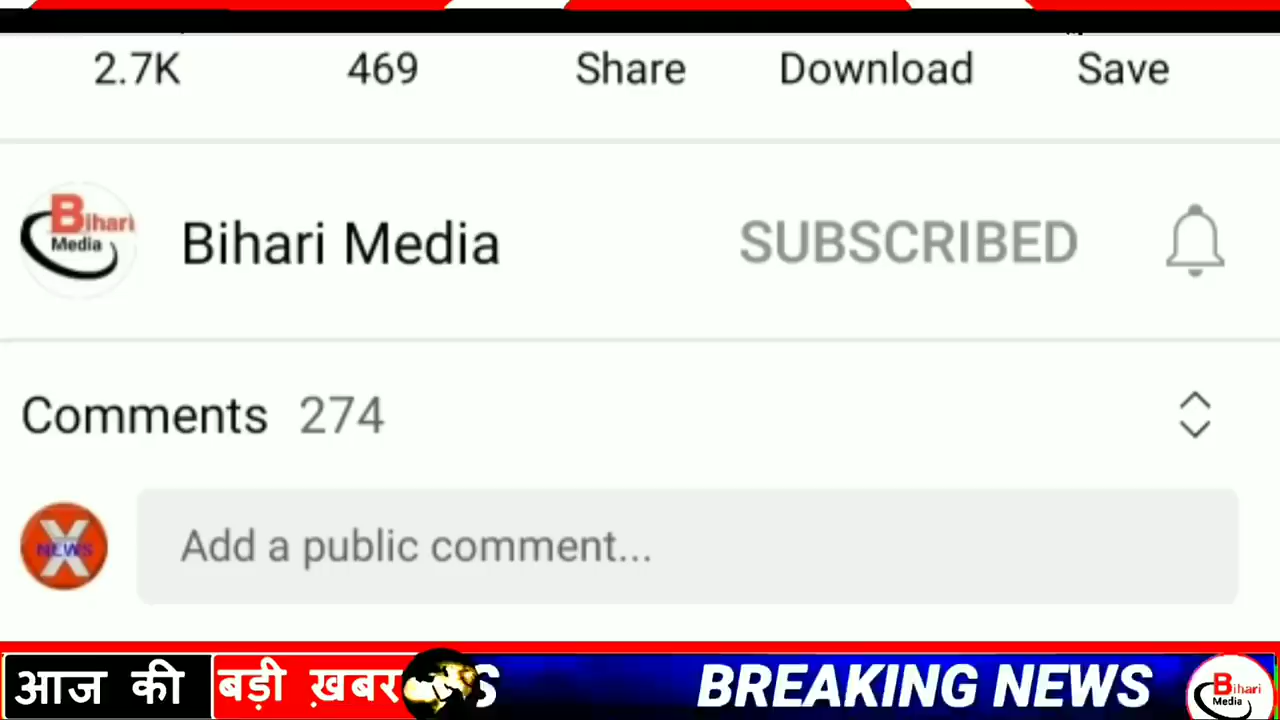 2.7K 469 Share Download Save
Bihari Media
Bihari Media SUBSCRIBED
Comments 274
X NEWS
Add a public comment...
आज की बड़ी ख़बर S BREAKING NEWS
Bihari Media